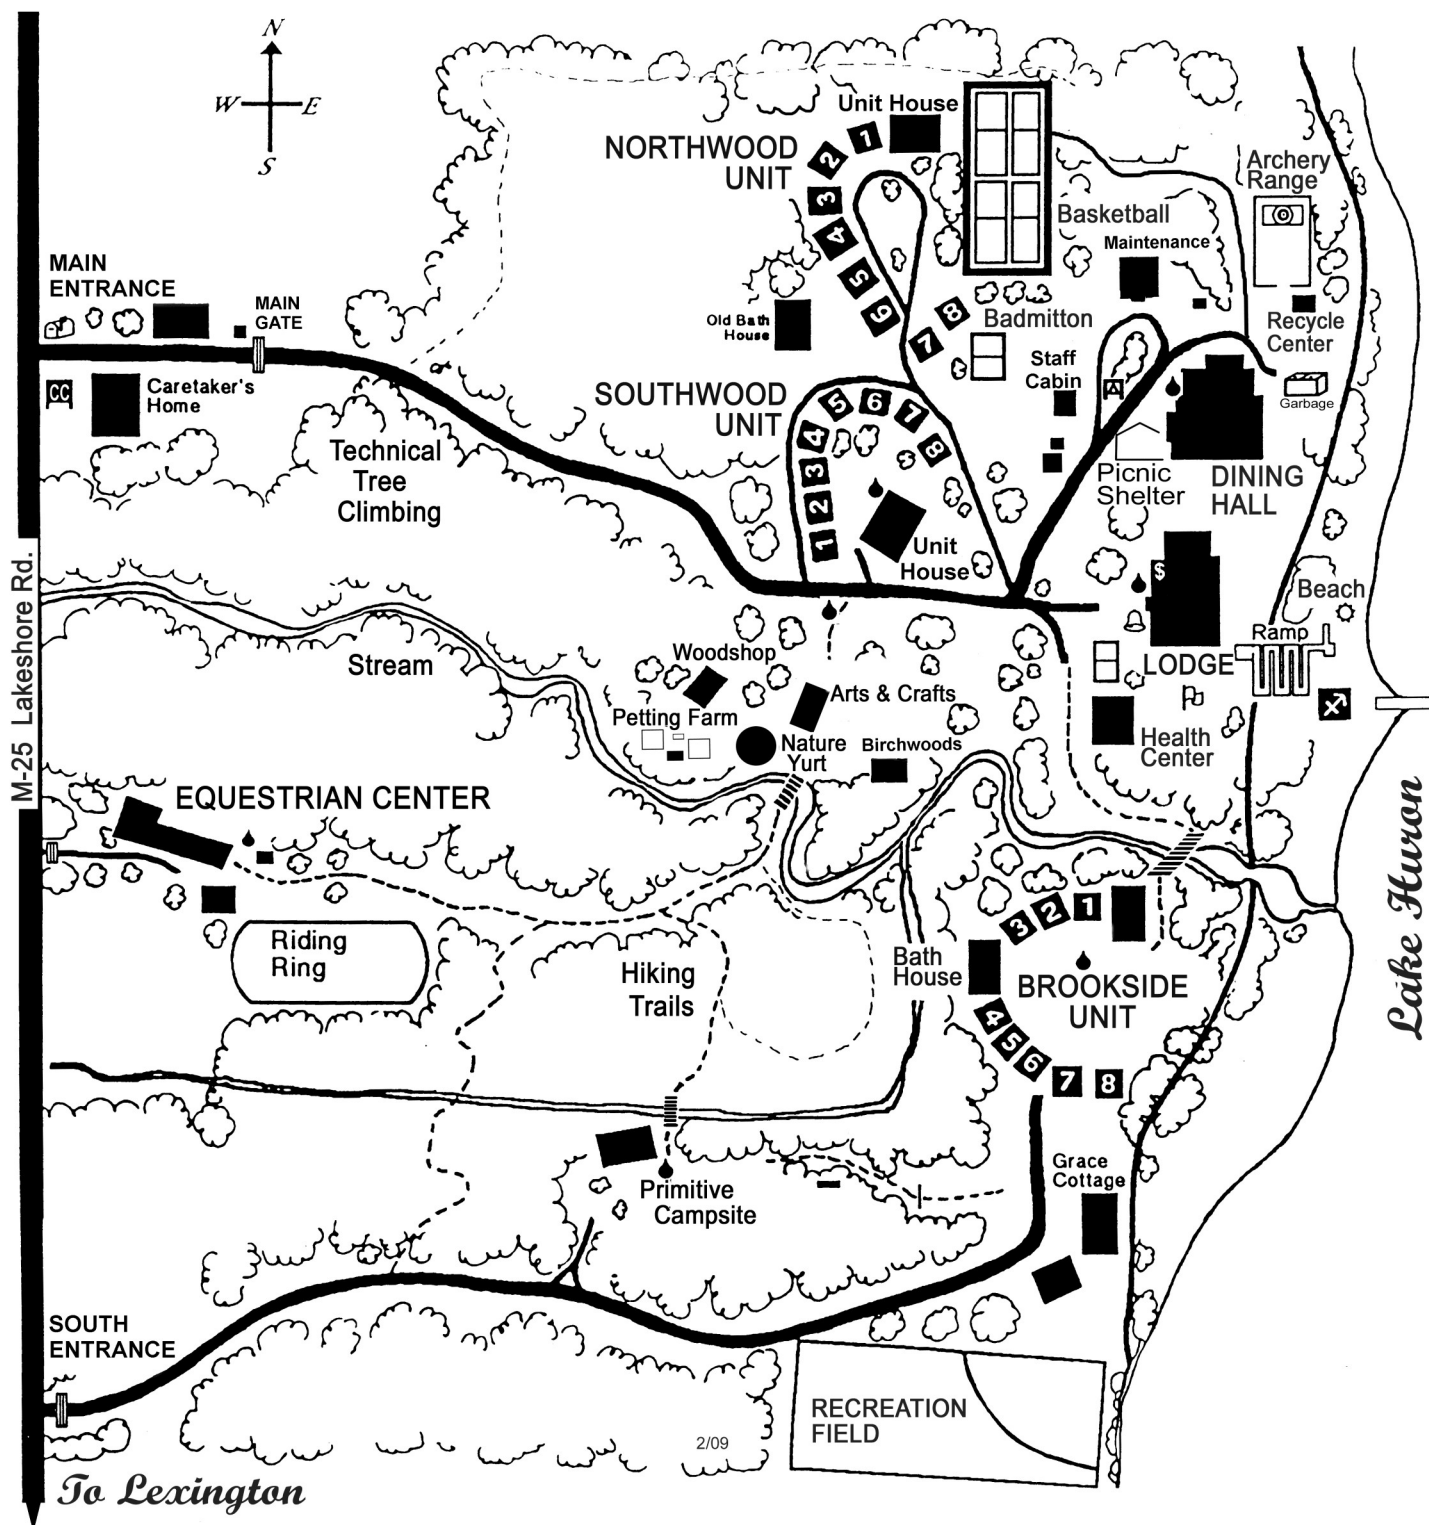 N
W E
S
Unit House
NORTHWOOD
UNIT
1
2
3
4
5
6
7
8
Archery
Range
Basketball
Maintenance
MAIN
ENTRANCE
MAIN
GATE
Old Bath
House
Badmitton
Recycle
Center
Staff
Cabin
CC
Caretaker's
Home
Garbage
SOUTHWOOD
UNIT
5
6
7
8
4
3
2
1
Technical
Tree
Climbing
Picnic
Shelter
DINING
HALL
Unit
House
$
Beach
M-25 Lakeshore Rd.
Stream
Woodshop
Ramp
LODGE
Arts & Crafts
Petting Farm
Nature
Yurt
Birchwoods
Health
Center
EQUESTRIAN CENTER
Lake Huron
3
2
1
Riding
Ring
Hiking
Trails
Bath
House
BROOKSIDE
UNIT
4
5
6
7
8
Primitive
Campsite
Grace
Cottage
SOUTH
ENTRANCE
RECREATION
FIELD
2/09
To Lexington